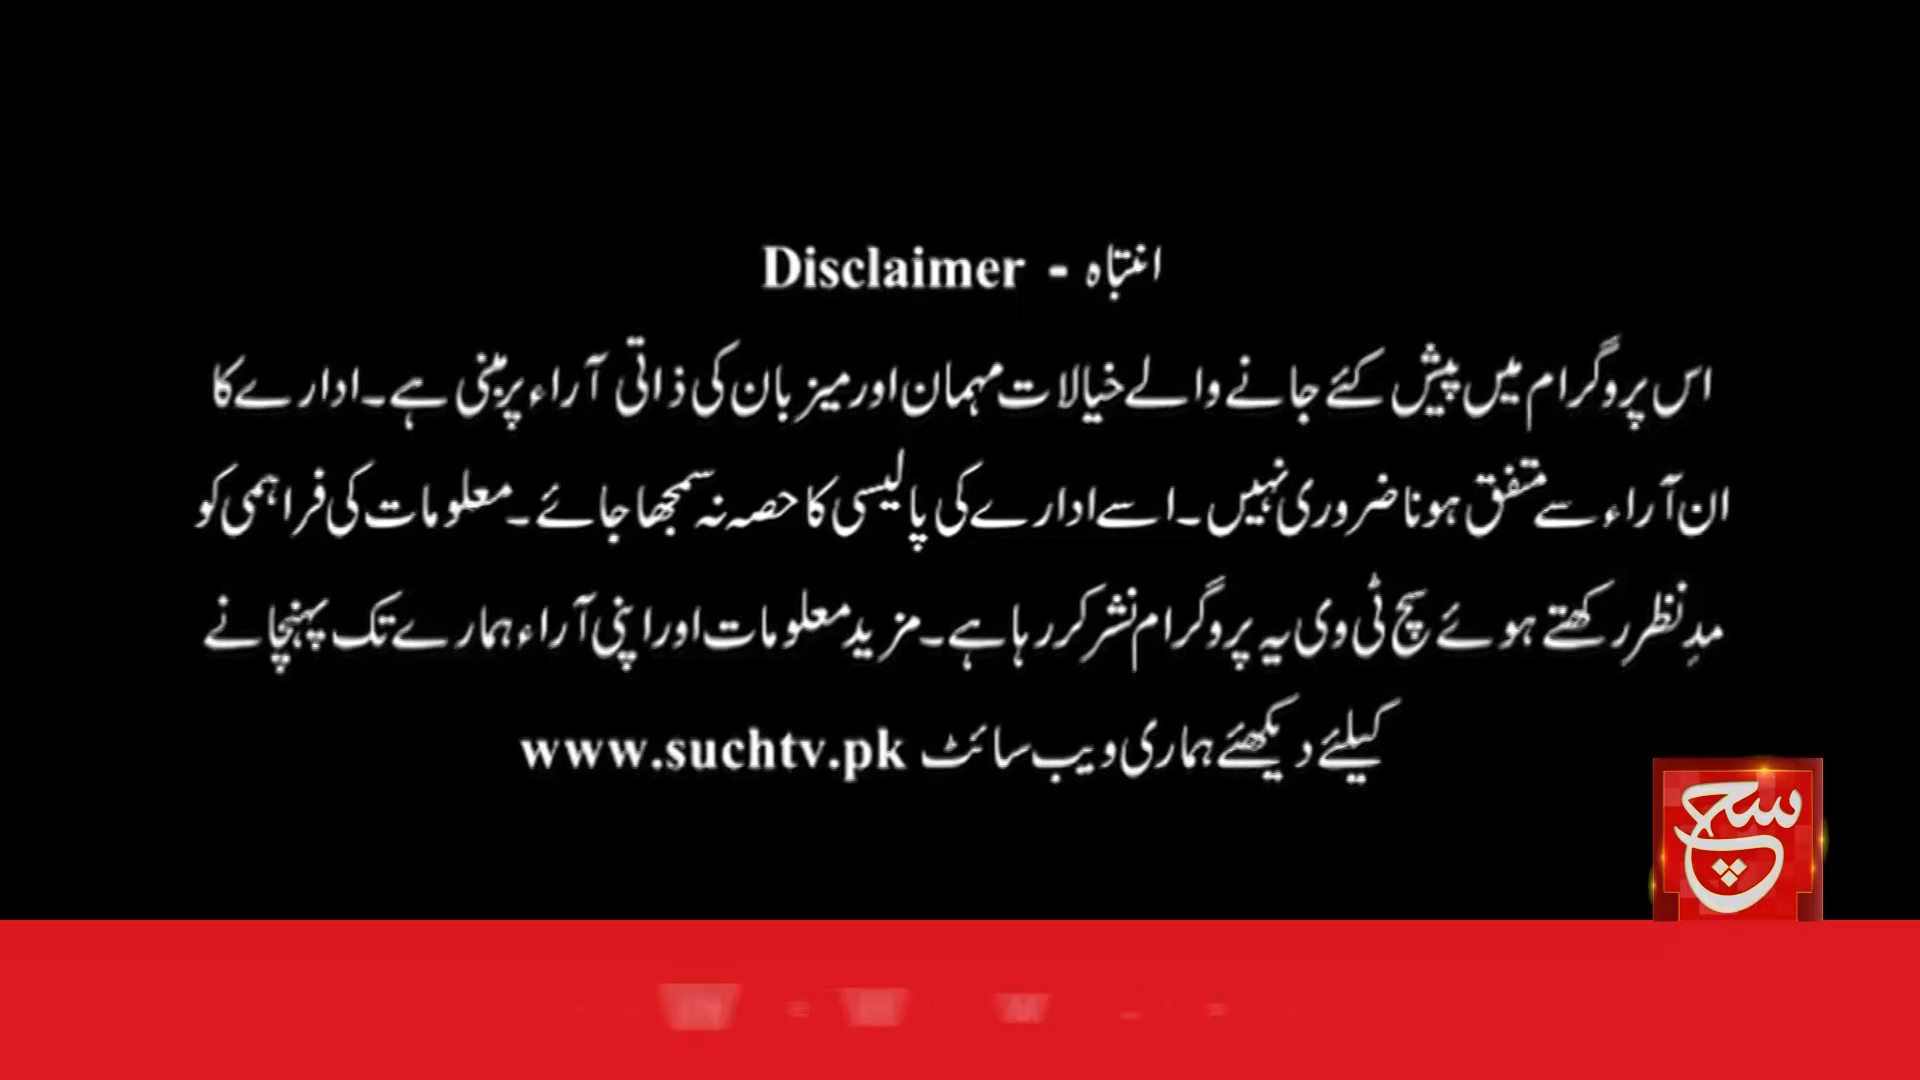 انتباہ - Disclaimer
اس پروگرام میں پیش کئے جانے والے خیالات مہمان اور میزبان کی ذاتی آراء پر مبنی ہے۔ ادارے کا
ان آراء سے متفق ہونا ضروری نہیں۔ اسے ادارے کی پالیسی کا حصہ نہ سمجھا جائے۔ معلومات کی فراہمی کو
مدِنظر رکھتے ہوئے سچ ٹی وی یہ پروگرام نشر کر رہا ہے۔ مزید معلومات اور اپنی آراء ہمارے تک پہنچانے
کیلئے دیکھئے ہماری ویب سائٹ www.suchtv.pk
سچ